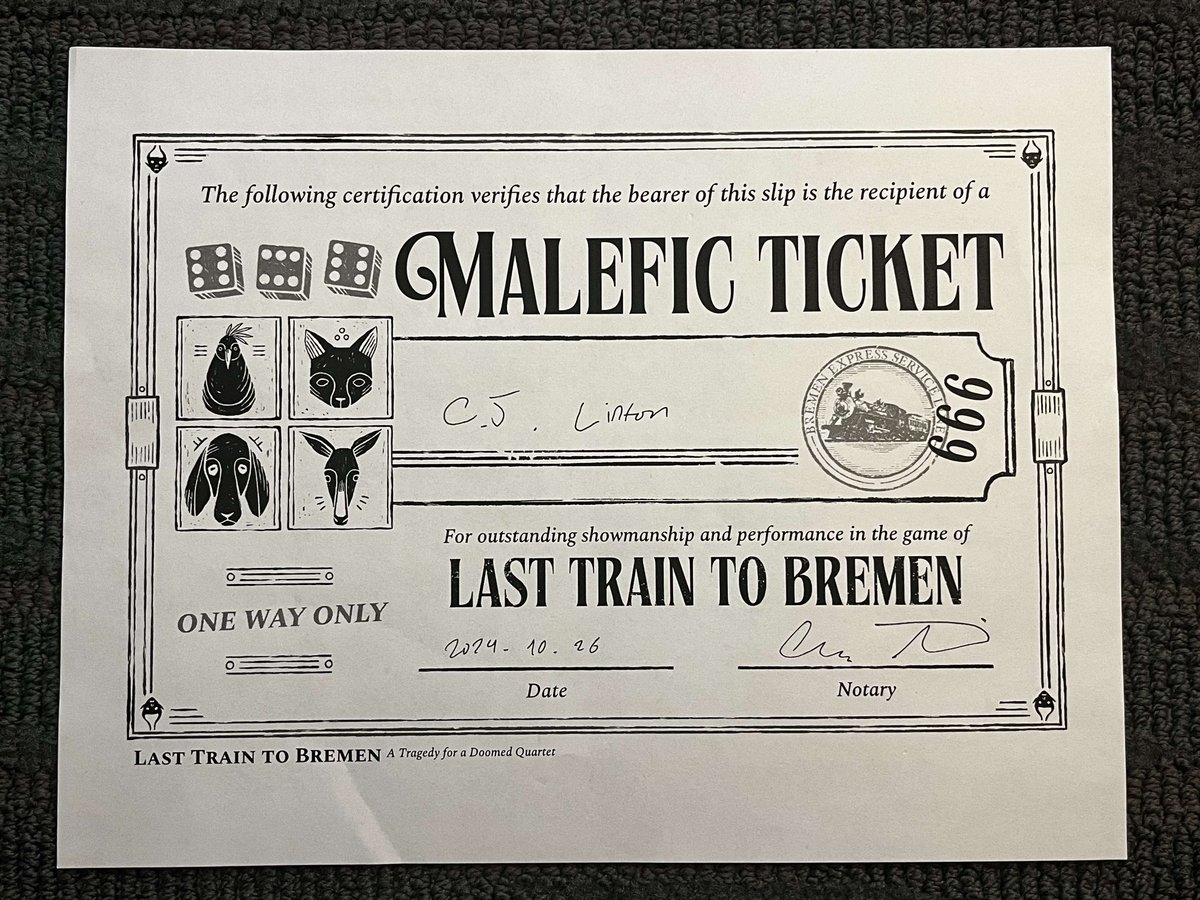 The following certification verifies that the bearer of this slip is the recipient of a
MALEFIC TICKET
C.J. Linton
BREMEN EXPRESS SERVICE
666
For outstanding showmanship and performance in the game of
LAST TRAIN TO BREMEN
ONE WAY ONLY
2024-10.26
Date
Notary
LAST TRAIN TO BREMEN A Tragedy for a Doomed Quartet